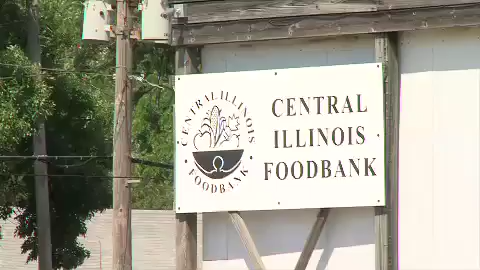 CENTRAL ILLINOIS
• FOODBANK •
CENTRAL
ILLINOIS
FOODBANK